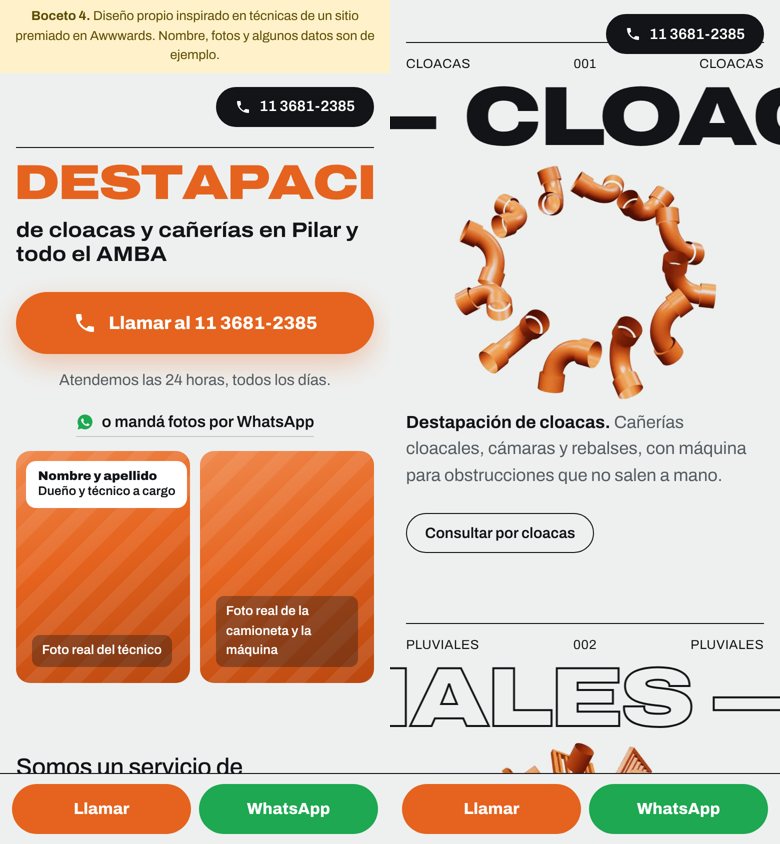 Boceto 4. Diseño propio inspirado en técnicas de un sitio
premiado en Awwwards. Nombre, fotos y algunos datos son de
ejemplo.
11 3681-2385
DESTAPACI
de cloacas y cañerías en Pilar y
todo el AMBA
Llamar al 11 3681-2385
Atendemos las 24 horas, todos los días.
o mandá fotos por WhatsApp
Nombre y apellido
Dueño y técnico a cargo
Foto real del técnico
Foto real de la
camioneta y la
máquina
Somos un servicio de
Llamar
WhatsApp
11 3681-2385
CLOACAS 001 CLOACAS
— CLOAC
Destapación de cloacas. Cañerías
cloacales, cámaras y rebalses, con máquina
para obstrucciones que no salen a mano.
Consultar por cloacas
PLUVIALES 002 PLUVIALES
IALES —
Llamar
WhatsApp